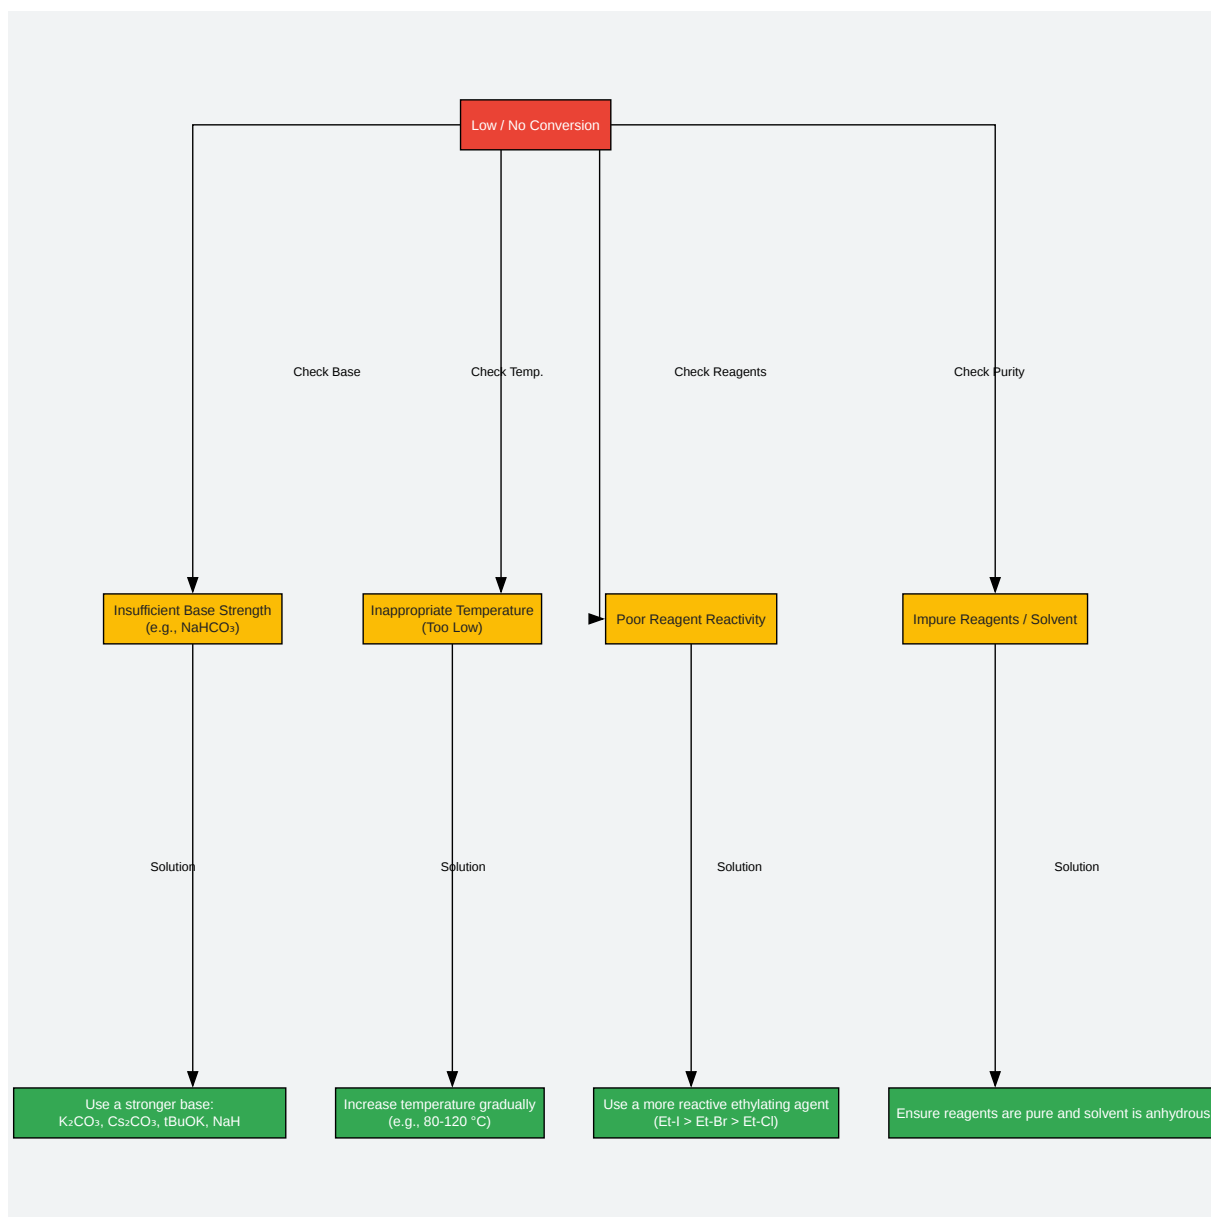 Low / No Conversion
Check Base
Check Temp.
Check Reagents
Check Purity
Insufficient Base Strength
(e.g., NaHCO₃)
Inappropriate Temperature
(Too Low)
Poor Reagent Reactivity
Impure Reagents / Solvent
Solution
Solution
Solution
Solution
Use a stronger base:
K₂CO₃, Cs₂CO₃, tBuOK, NaH
Increase temperature gradually
(e.g., 80-120 °C)
Use a more reactive ethylating agent
(Et-I > Et-Br > Et-Cl)
Ensure reagents are pure and solvent is anhydrous